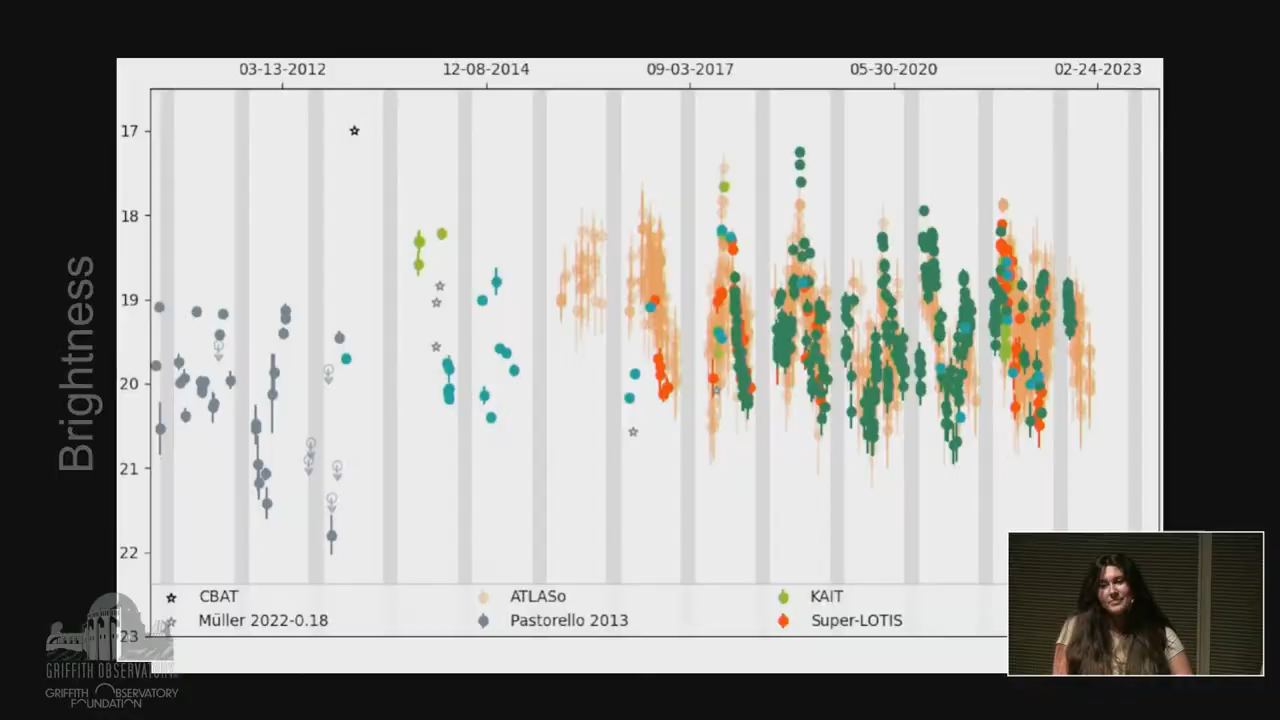 03-13-2012 12-08-2014 09-03-2017 05-30-2020 02-24-2023
17
18
19
20
21
22
23
Brightness
CBAT ATLASo KAIT
Müller 2022-0.18 Pastorello 2013 Super-LOTIS
GRIFFITH OBSERVATORY
GRIFFITH OBSERVATORY
FOUNDATION